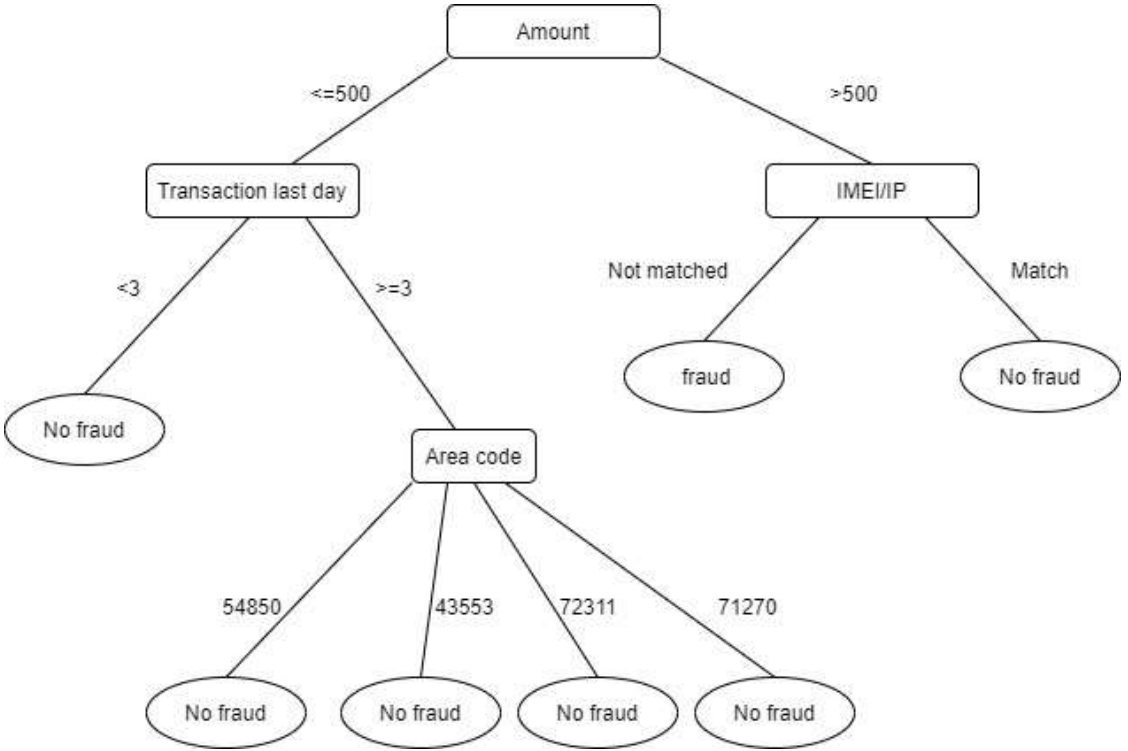 Amount
<=500
>500
Transaction last day
IMEI/IP
Not matched
Match
<3
>=3
fraud
No fraud
No fraud
Area code
54850
43553
72311
71270
No fraud
No fraud
No fraud
No fraud